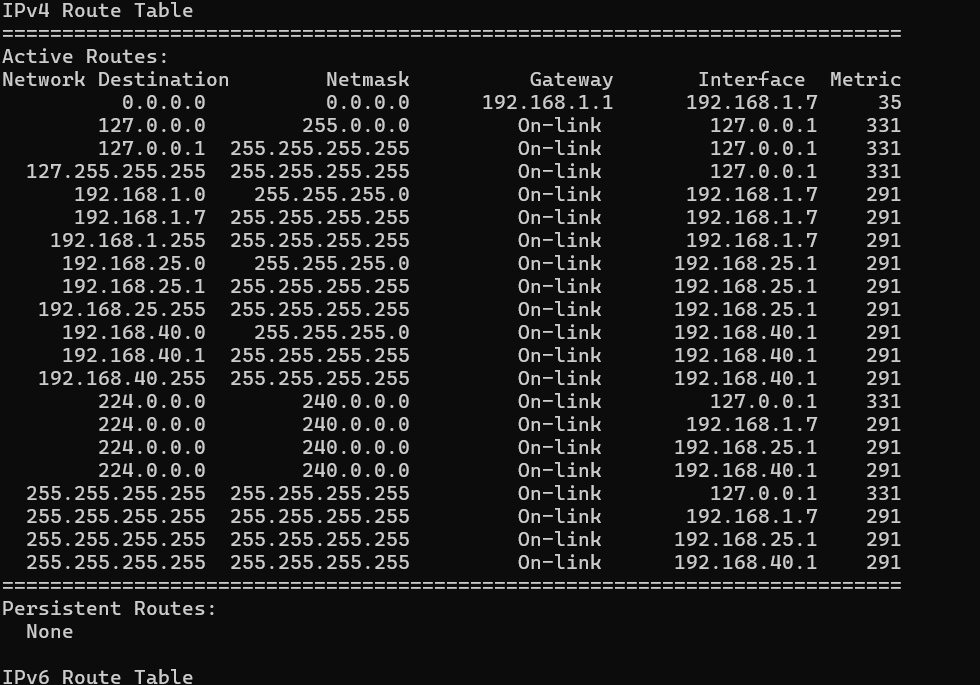 IPv4 Route Table
===========================================================================
Active Routes:
Network Destination        Netmask          Gateway       Interface  Metric
          0.0.0.0          0.0.0.0      192.168.1.1      192.168.1.7     35
        127.0.0.0        255.0.0.0         On-link         127.0.0.1    331
        127.0.0.1  255.255.255.255         On-link         127.0.0.1    331
  127.255.255.255  255.255.255.255         On-link         127.0.0.1    331
      192.168.1.0    255.255.255.0         On-link       192.168.1.7    291
      192.168.1.7  255.255.255.255         On-link       192.168.1.7    291
    192.168.1.255  255.255.255.255         On-link       192.168.1.7    291
     192.168.25.0    255.255.255.0         On-link      192.168.25.1    291
     192.168.25.1  255.255.255.255         On-link      192.168.25.1    291
   192.168.25.255  255.255.255.255         On-link      192.168.25.1    291
     192.168.40.0    255.255.255.0         On-link      192.168.40.1    291
     192.168.40.1  255.255.255.255         On-link      192.168.40.1    291
   192.168.40.255  255.255.255.255         On-link      192.168.40.1    291
        224.0.0.0        240.0.0.0         On-link         127.0.0.1    331
        224.0.0.0        240.0.0.0         On-link       192.168.1.7    291
        224.0.0.0        240.0.0.0         On-link      192.168.25.1    291
        224.0.0.0        240.0.0.0         On-link      192.168.40.1    291
  255.255.255.255  255.255.255.255         On-link         127.0.0.1    331
  255.255.255.255  255.255.255.255         On-link       192.168.1.7    291
  255.255.255.255  255.255.255.255         On-link      192.168.25.1    291
  255.255.255.255  255.255.255.255         On-link      192.168.40.1    291
===========================================================================
Persistent Routes:
  None
IPv6 Route Table